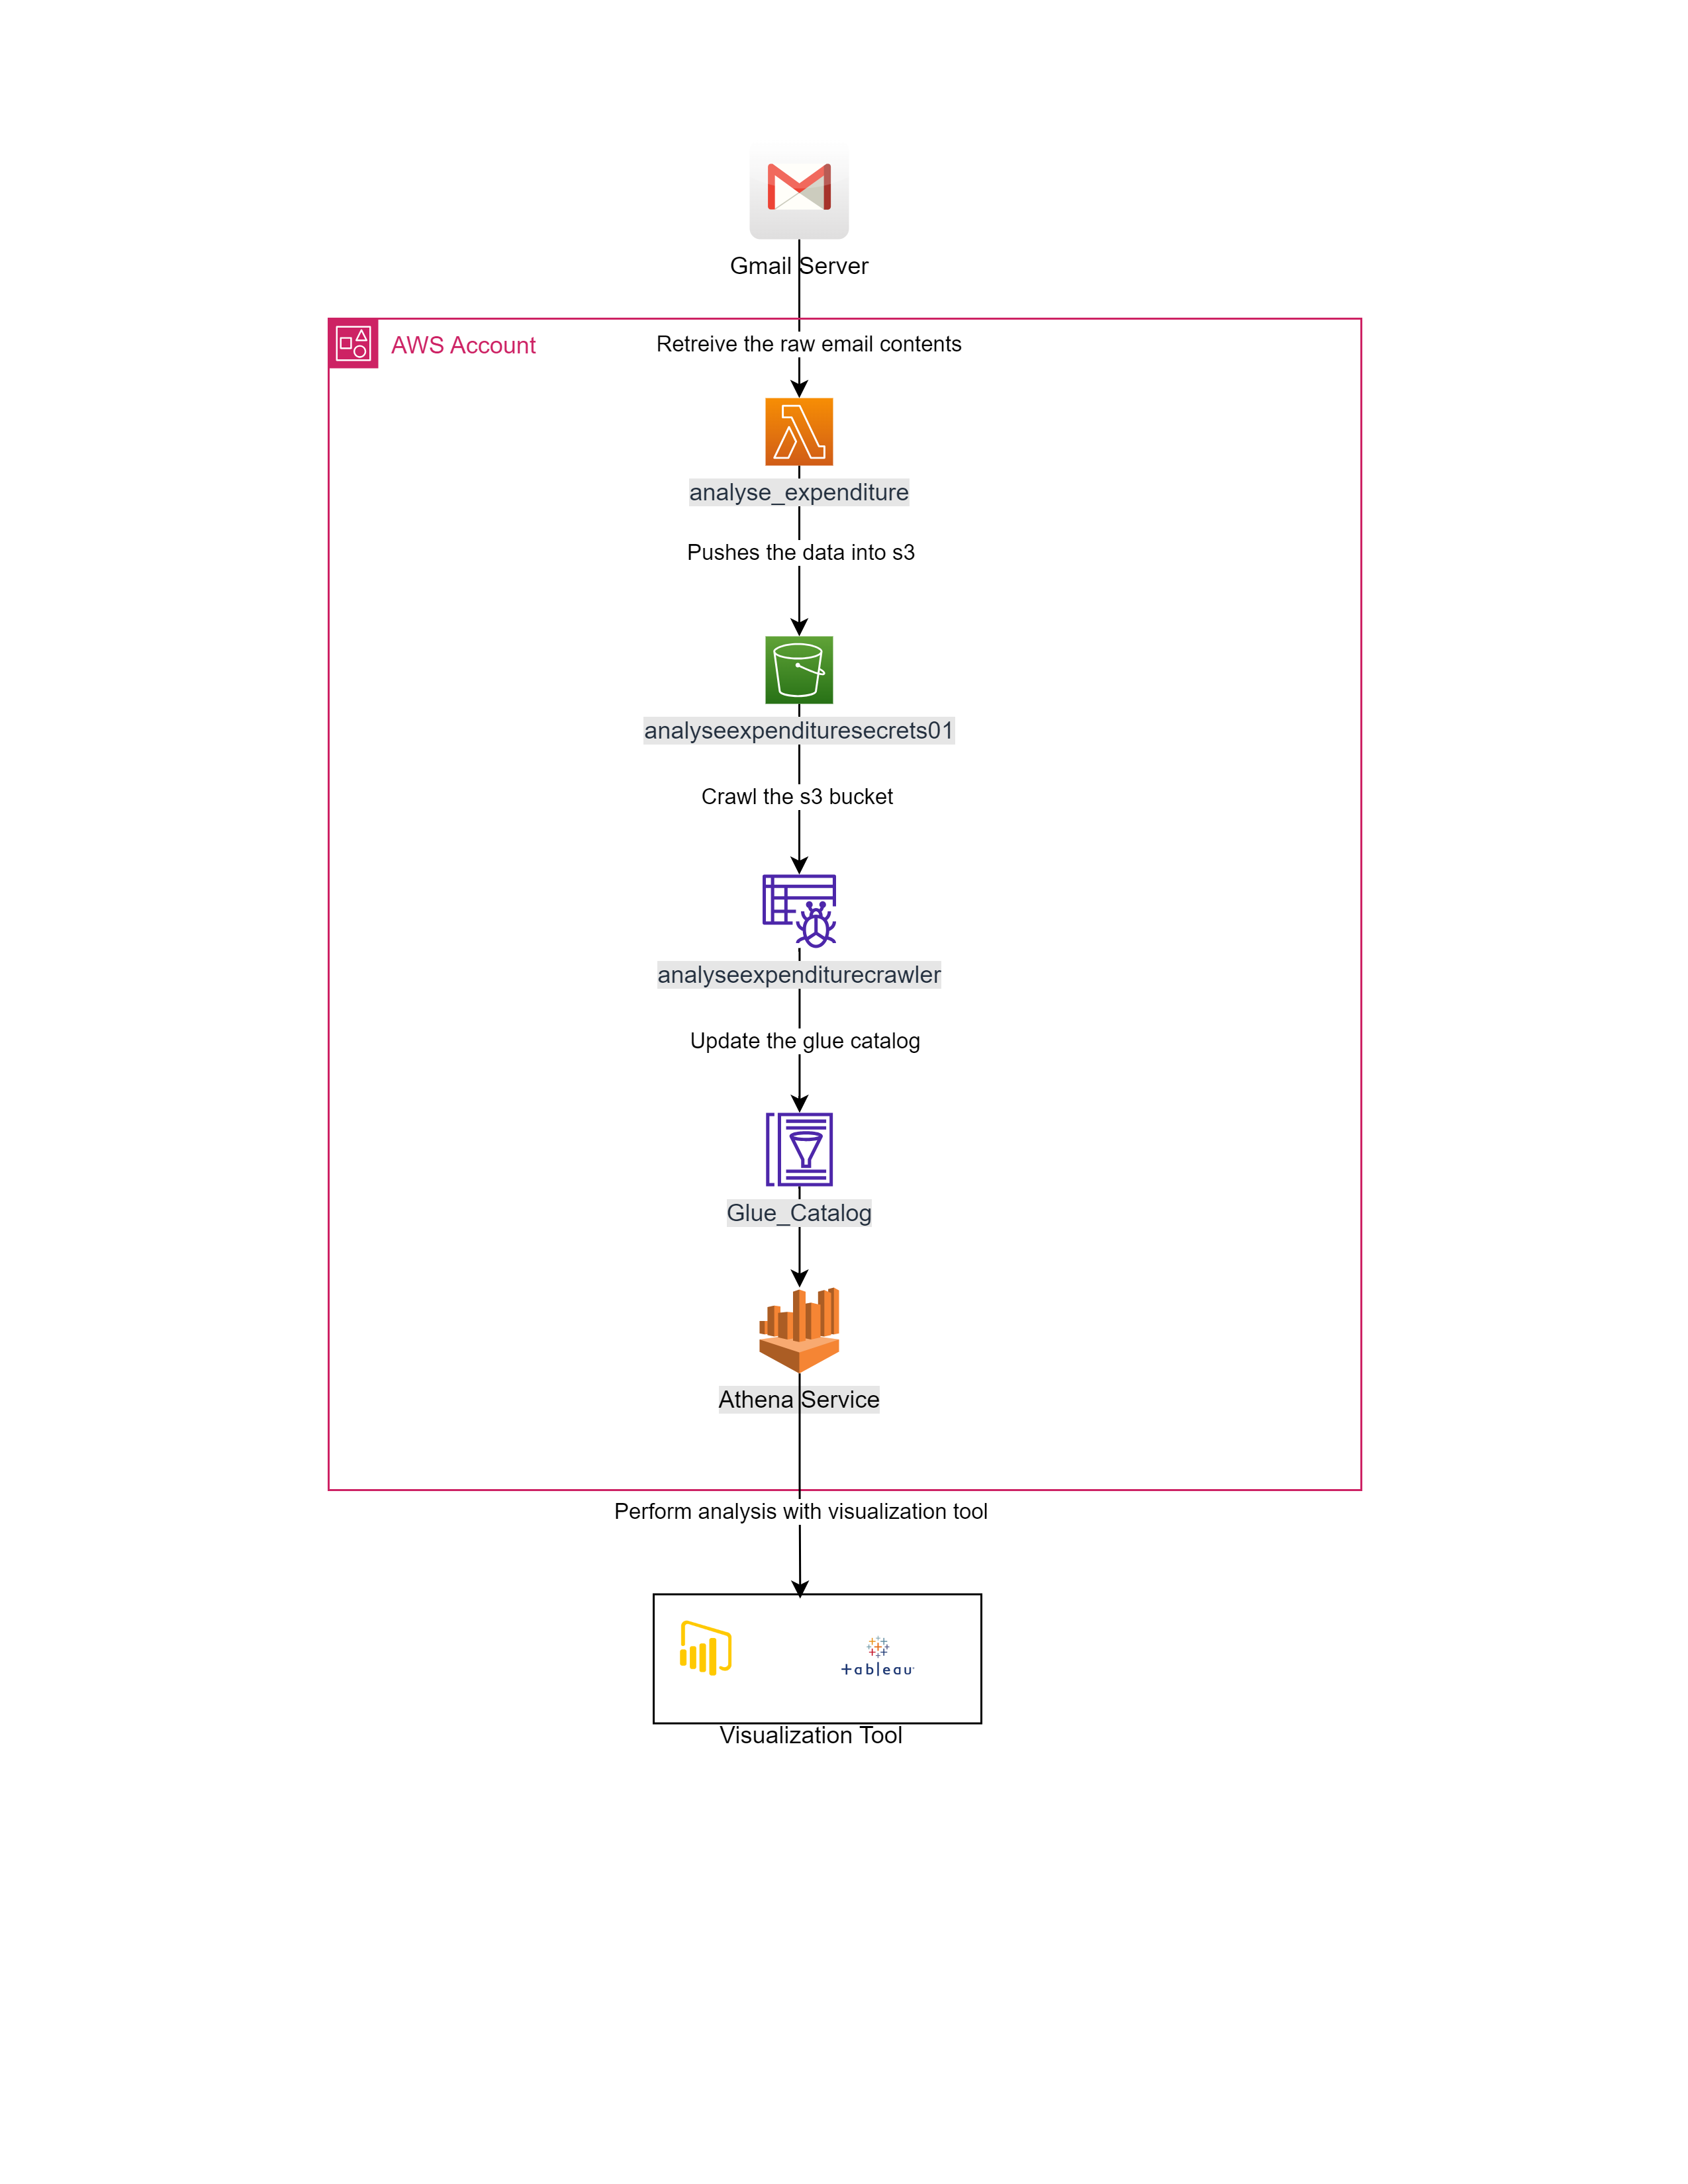 Gmail Server
AWS Account
Retreive the raw email contents
analyse_expenditure
Pushes the data into s3
analyseexpendituresecrets01
Crawl the s3 bucket
analyseexpenditurecrawler
Update the glue catalog
Glue_Catalog
Athena Service
Perform analysis with visualization tool
tableau
Visualization Tool